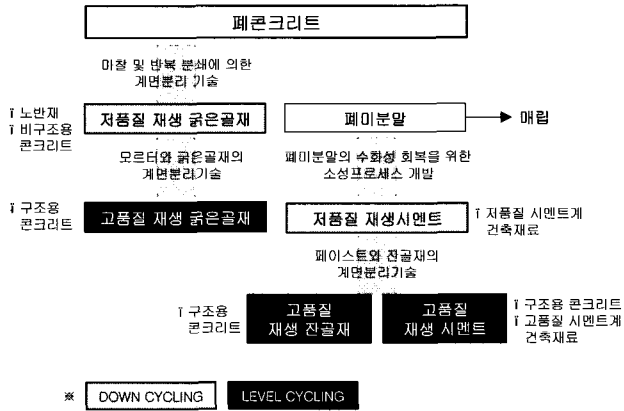 폐콘크리트
마찰 및 반복 분쇄에 의한
계면분리 기술
ï 노반재
ï 비구조용
콘크리트
저품질 재생 굵은골재
폐미분말
매립
모르터와 굵은골재의
계면분리기술
폐미분말의 수화성 회복을 위한
소성프로세스 개발
ï 구조용
콘크리트
고품질 재생 굵은골재
저품질 재생시멘트
ï 저품질 시멘트계
건축재료
페이스트와 잔골재의
계면분리기술
ï 구조용
콘크리트
고품질
재생 잔골재
고품질
재생 시멘트
ï 구조용 콘크리트
ï 고품질 시멘트계
건축재료
※ DOWN CYCLING LEVEL CYCLING